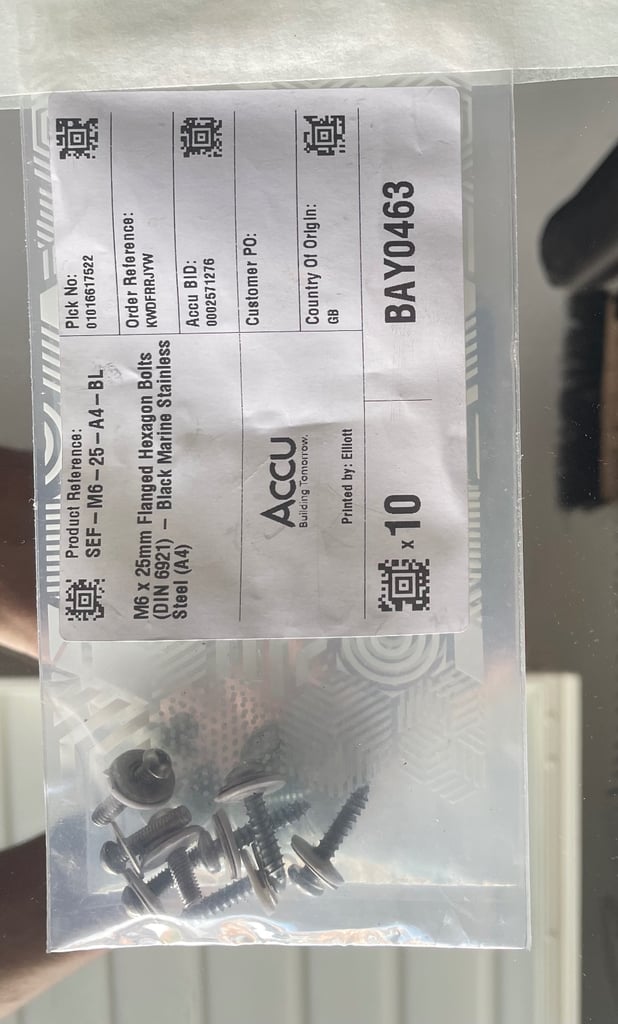 Product Reference:
SEF-M6-25-A4-BL
M6 x 25mm Flanged Hexagon Bolts
(DIN 6921) - Black Marine Stainless
Steel (A4)
Pick No:
01016617522
Order Reference:
KWDFRRJYW
Accu BID:
0002571276
Customer PO:
Country Of Origin:
GB
ACCU
Building Tomorrow.
Printed by: Elliott
x 10
BAY0463